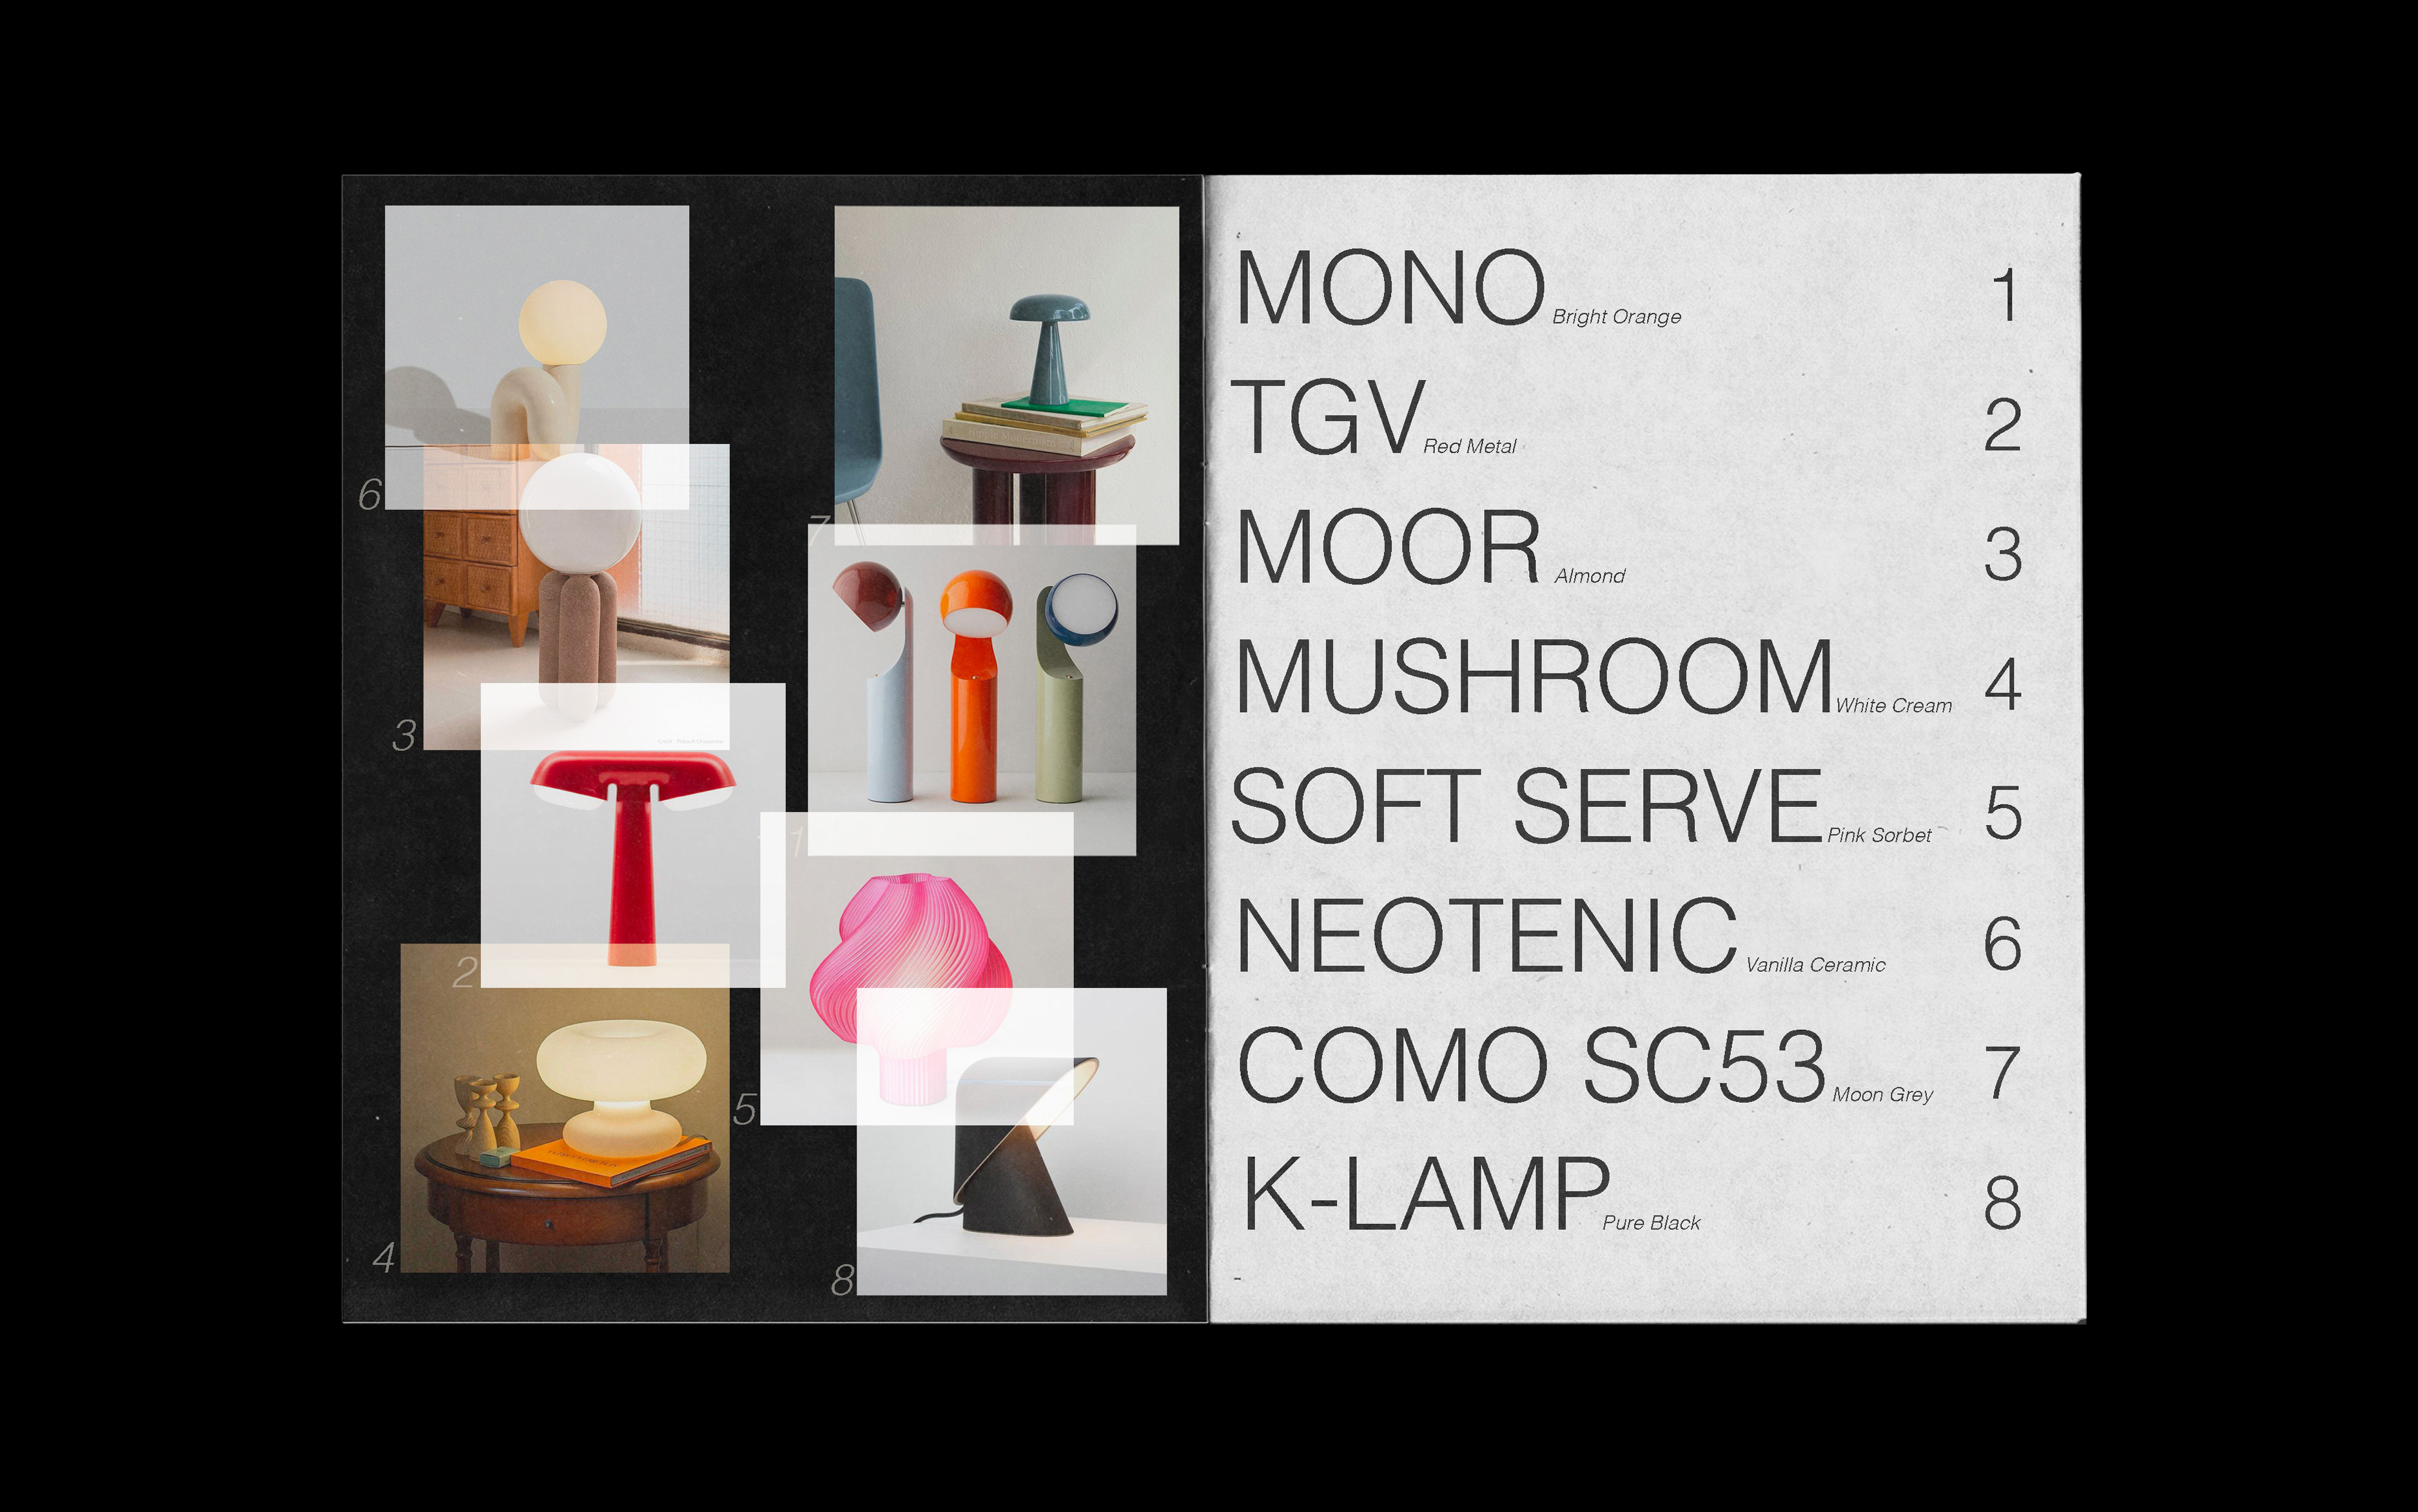 6
7
3
1
2
5
4
8
MONO Bright Orange 1
TGV Red Metal 2
MOOR Almond 3
MUSHROOM White Cream 4
SOFT SERVE Pink Sorbet 5
NEOTENIC Vanilla Ceramic 6
COMO SC53 Moon Grey 7
K-LAMP Pure Black 8
-